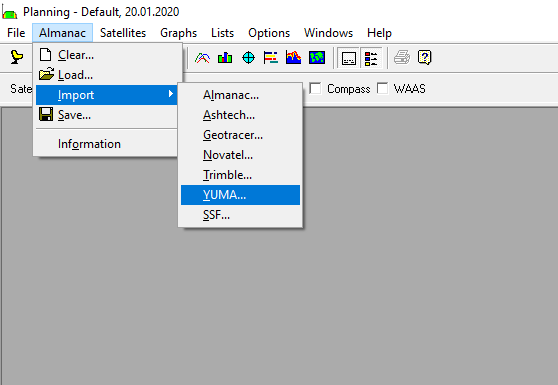 Planning - Default, 20.01.2020
File Almanac Satellites Graphs Lists Options Windows Help
Clear...
Load...
Import
Save...
Information
Almanac...
Ashtech...
Geotracer...
Novatel...
Trimble...
YUMA...
SSF...
Sate
Compass WAAS